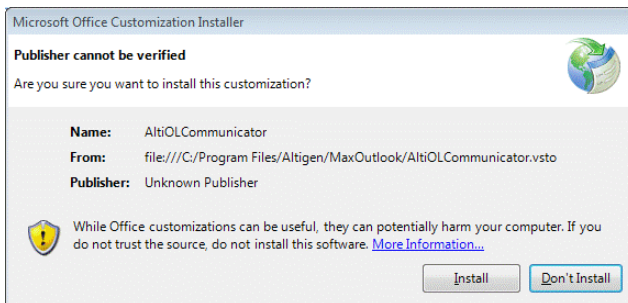 Microsoft Office Customization Installer
Publisher cannot be verified
Are you sure you want to install this customization?
Name: AltiOLCommunicator
From: file:///C:/Program Files/Altigen/MaxOutlook/AltiOLCommunicator.vsto
Publisher: Unknown Publisher
While Office customizations can be useful, they can potentially harm your computer. If you
do not trust the source, do not install this software. More Information...
Install Don't Install